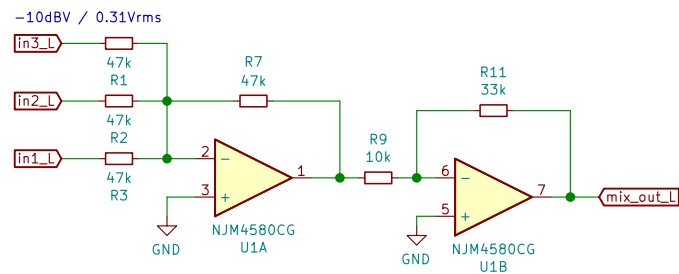 -10dBV / 0.31Vrms
in3_L
47k
R1
in2_L
47k
R2
in1_L
47k
R3
R7
47k
2
3
1
-
+
GND
NJM4580CG
U1A
R9
10k
R11
33k
6
5
7
-
+
GND
NJM4580CG
U1B
mix_out_L